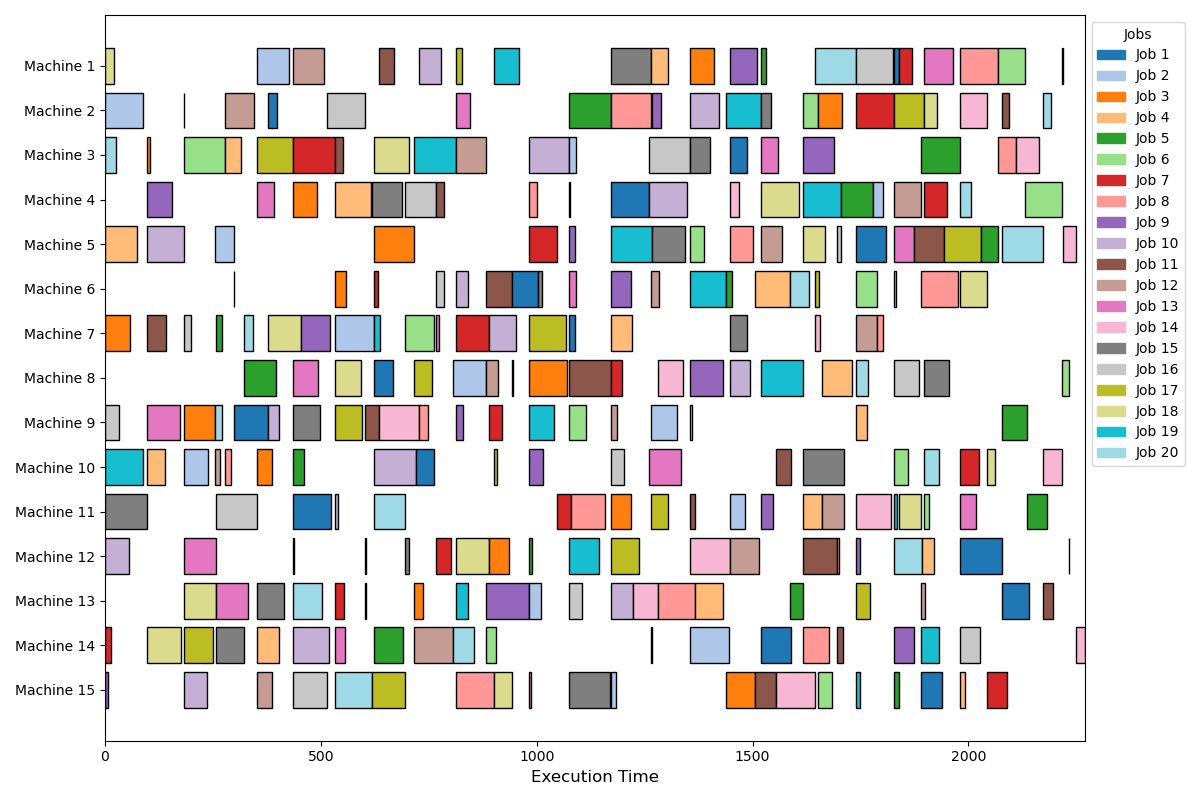 Machine 1
Machine 2
Machine 3
Machine 4
Machine 5
Machine 6
Machine 7
Machine 8
Machine 9
Machine 10
Machine 11
Machine 12
Machine 13
Machine 14
Machine 15
0 500 1000 1500 2000
Execution Time
Jobs
Job 1
Job 2
Job 3
Job 4
Job 5
Job 6
Job 7
Job 8
Job 9
Job 10
Job 11
Job 12
Job 13
Job 14
Job 15
Job 16
Job 17
Job 18
Job 19
Job 20